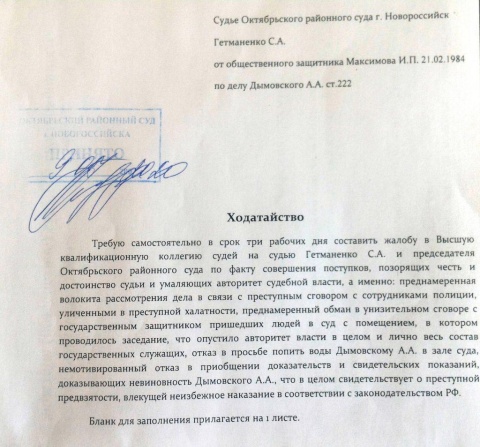 Судье Октябрьского районного суда г. Новороссийск
Гетманенко С.А.
от общественного защитника Максимова И.П. 21.02.1984
по делу Дымовского А.А. ст.222
ОКТЯБРЬСКИЙ РАЙОННЫЙ СУД
г. НОВОРОССИЙСКА
ПРИНЯТО
Ходатайство
Требую самостоятельно в срок три рабочих дня составить жалобу в Высшую
квалификационную коллегию судей на судью Гетманенко С.А. и председателя
Октябрьского районного суда по факту совершения поступков, позорящих честь и
достоинство судьи и умаляющих авторитет судебной власти, а именно: преднамеренная
волокита рассмотрения дела в связи с преступным сговором с сотрудниками полиции,
уличенными в преступной халатности, преднамеренный обман в унизительном сговоре с
государственным защитником пришедших людей в суд с помещением, в котором
проводилось заседание, что опустило авторитет власти в целом и лично весь состав
государственных служащих, отказ в просьбе попить воды Дымовскому А.А. в зале суда,
немотивированный отказ в приобщении доказательств и свидетельских показаний,
доказывающих невиновность Дымовского А.А., что в целом свидетельствует о преступной
предвзятости, влекущей неизбежное наказание в соответствии с законодательством РФ.
Бланк для заполнения прилагается на 1 листе.